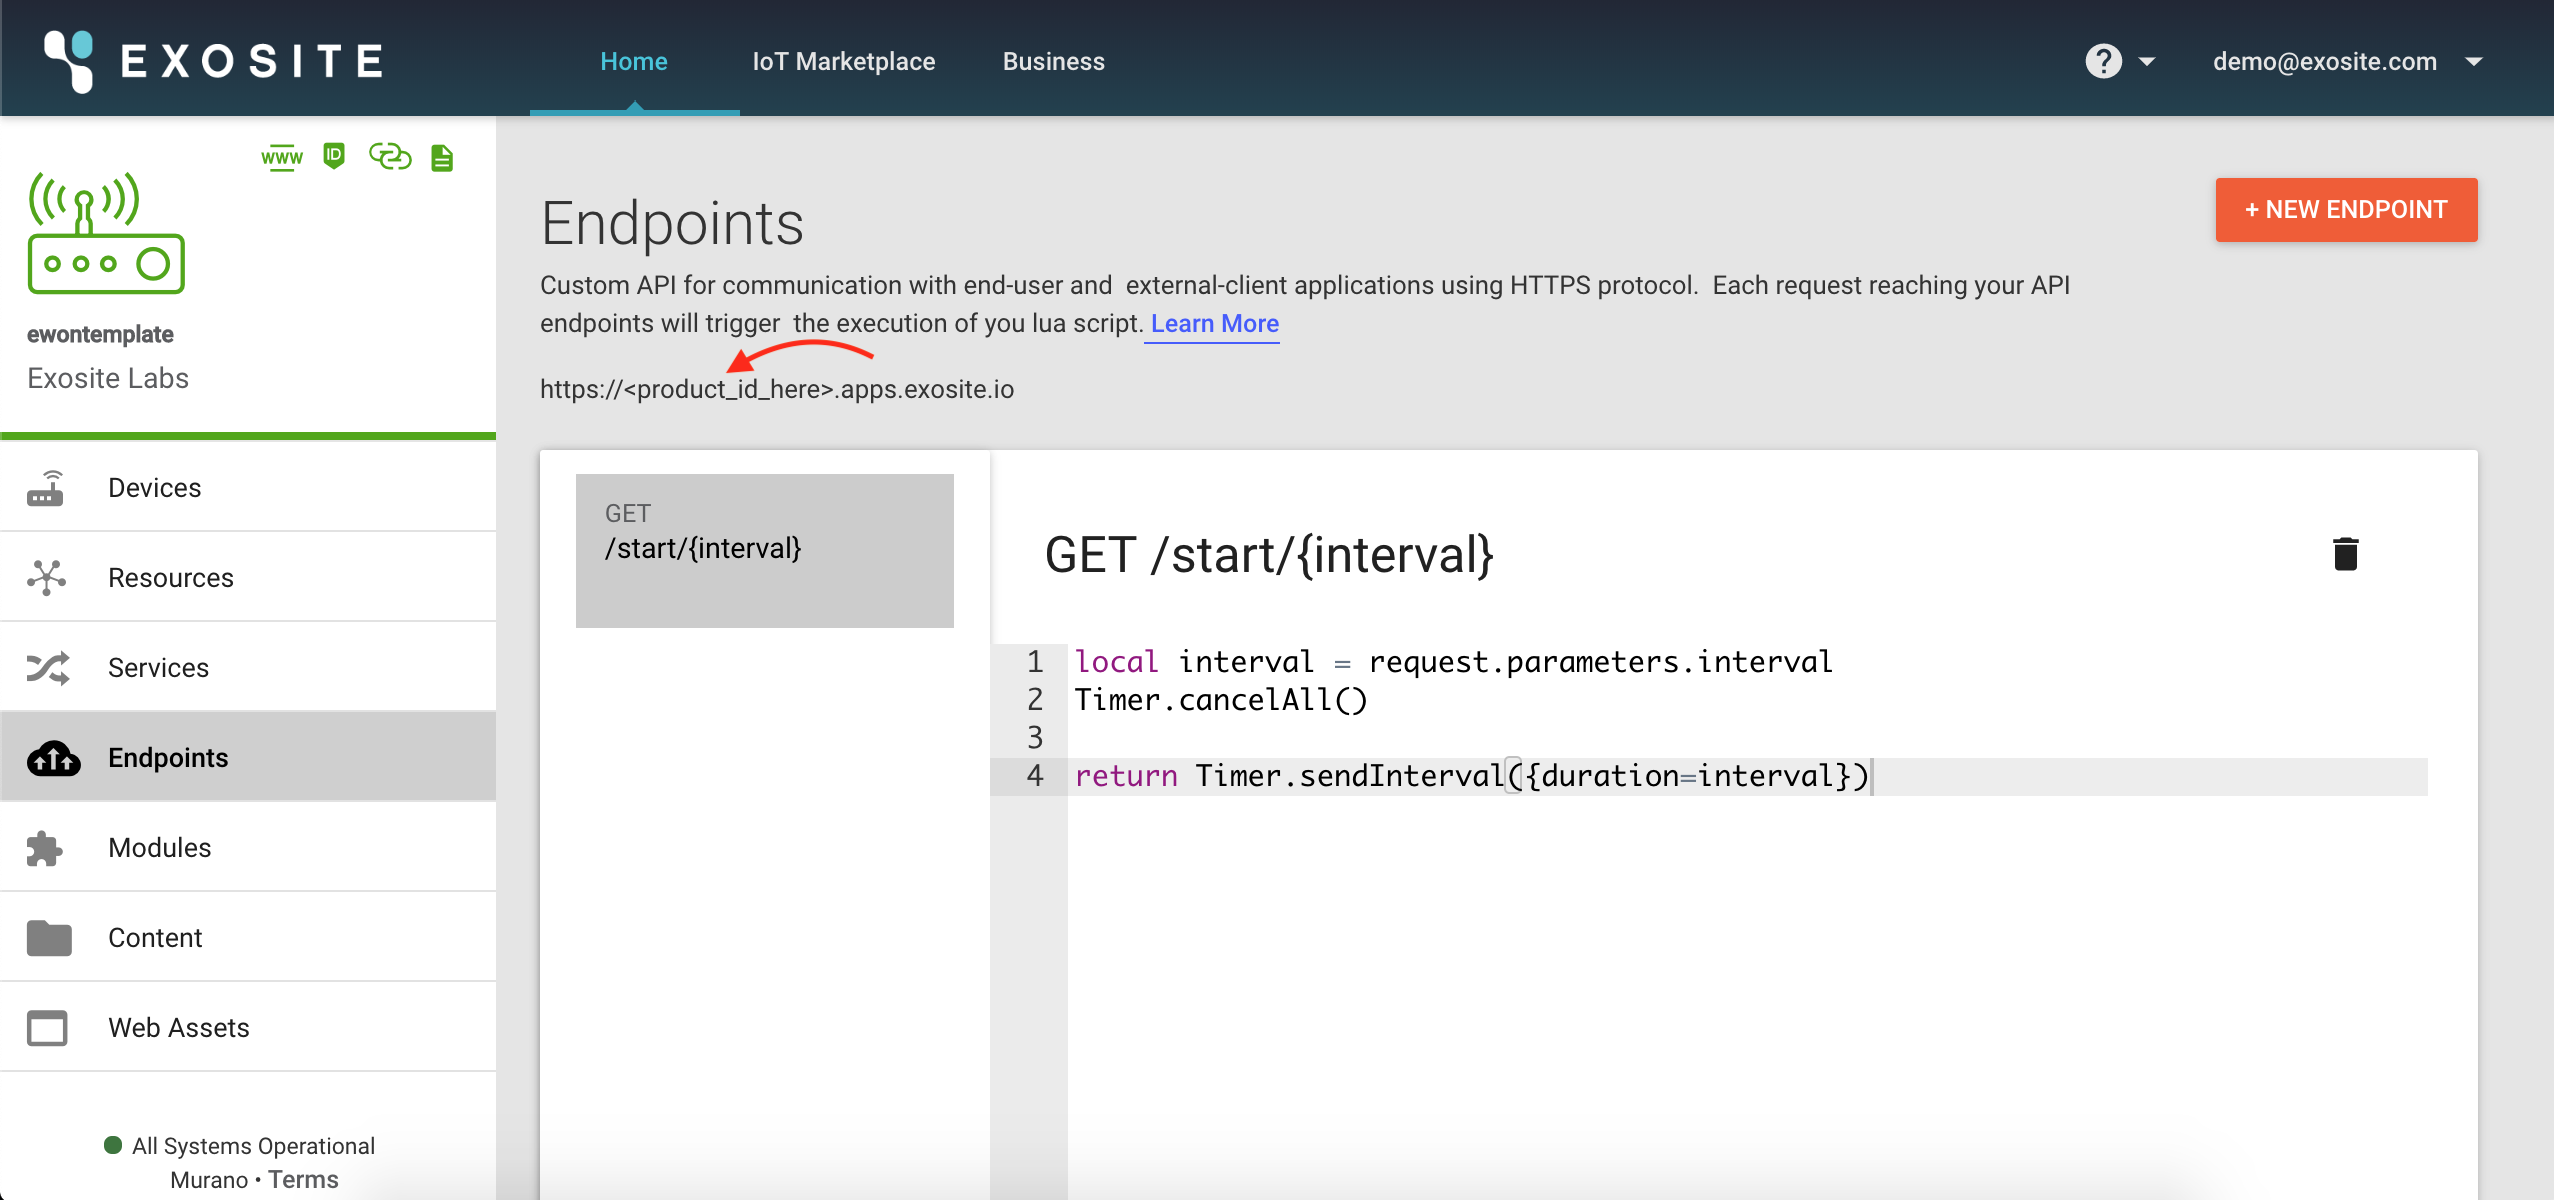 EXOSITE
Home
IoT Marketplace
Business
?
demo@exosite.com
www
ID
ewontemplate
Exosite Labs
Devices
Resources
Services
Endpoints
Modules
Content
Web Assets
All Systems Operational
Murano • Terms
Endpoints
+ NEW ENDPOINT
Custom API for communication with end-user and  external-client applications using HTTPS protocol.  Each request reaching your API
endpoints will trigger  the execution of you lua script. Learn More
https://<product_id_here>.apps.exosite.io
GET
/start/{interval}
GET /start/{interval}
1 local interval = request.parameters.interval
2 Timer.cancelAll()
3
4 return Timer.sendInterval({duration=interval})